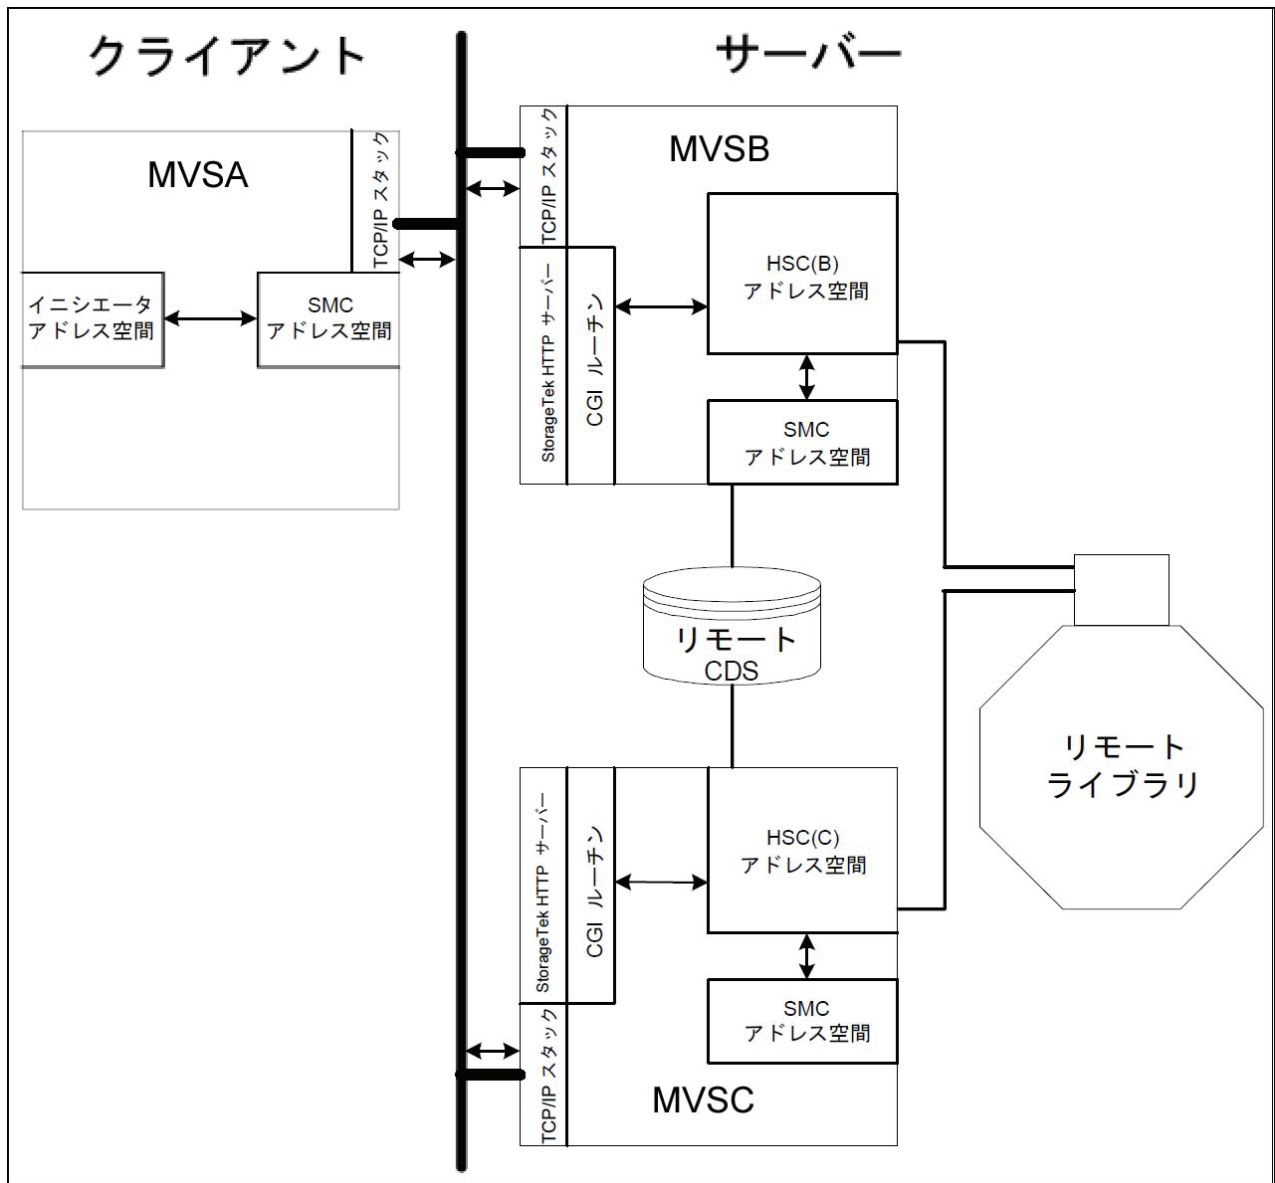 クライアント
サーバー
MVSA
TCP/IP スタック
イニシエータ
アドレス空間
SMC
アドレス空間
MVSB
TCP/IP スタック
StorageTek HTTP サーバー
CGI ルーチン
HSC(B)
アドレス空間
SMC
アドレス空間
リモート
CDS
リモート
ライブラリ
StorageTek HTTP サーバー
CGI ルーチン
HSC(C)
アドレス空間
SMC
アドレス空間
TCP/IP スタック
MVSC